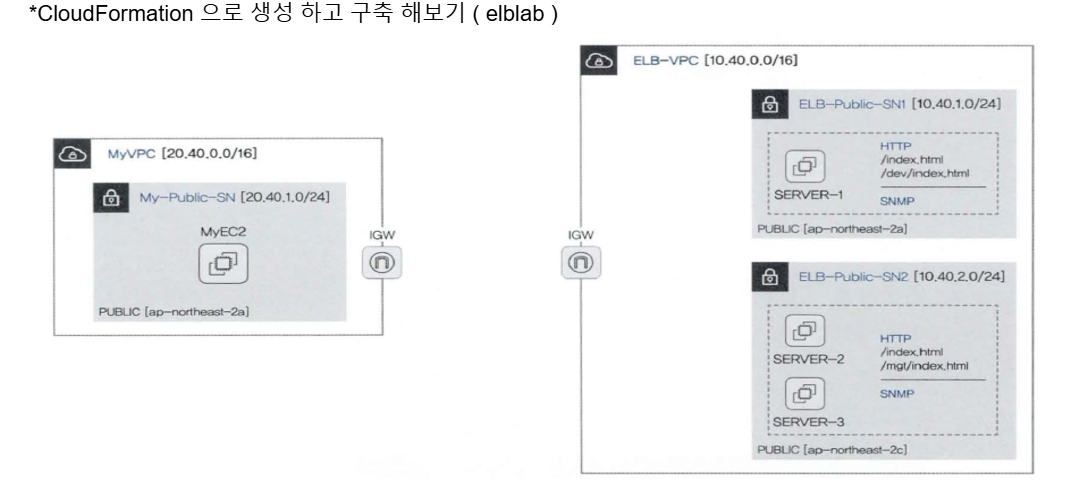 *CloudFormation 으로 생성 하고 구축 해보기 ( elblab )
MyVPC [20.40.0.0/16]
My-Public-SN [20.40.1.0/24]
MyEC2
PUBLIC [ap-northeast-2a]
IGW
IGW
ELB-VPC [10.40.0.0/16]
ELB-Public-SN1 [10.40.1.0/24]
SERVER-1
HTTP
/index.html
/dev/index.html
SNMP
PUBLIC [ap-northeast-2a]
ELB-Public-SN2 [10.40.2.0/24]
SERVER-2
SERVER-3
HTTP
/index.html
/mgt/index.html
SNMP
PUBLIC [ap-northeast-2c]